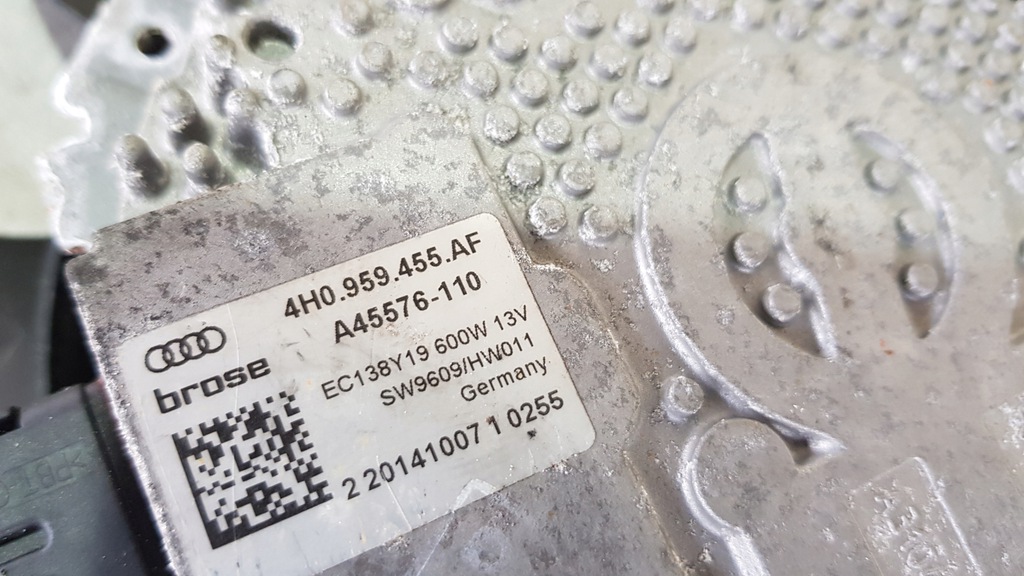 4H0.959.455.AF
A45576-110
brose
EC138Y19 600W 13V
SW9609/HW011
Germany
2 20141007 1 0255